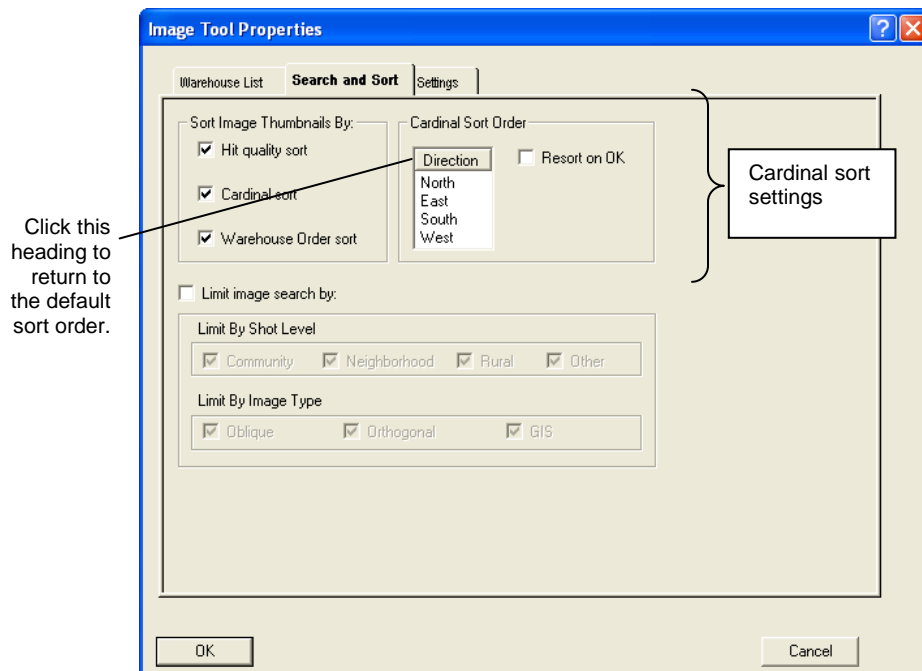 Image Tool Properties
Warehouse List Search and Sort Settings
Sort Image Thumbnails By:
Hit quality sort
Cardinal sort
Warehouse Order sort
Cardinal Sort Order
Direction
North
East
South
West
Resort on OK
Cardinal sort
settings
Click this
heading to
return to
the default
sort order.
Limit image search by:
Limit By Shot Level
Community Neighborhood Rural Other
Limit By Image Type
Oblique Orthogonal GIS
OK Cancel